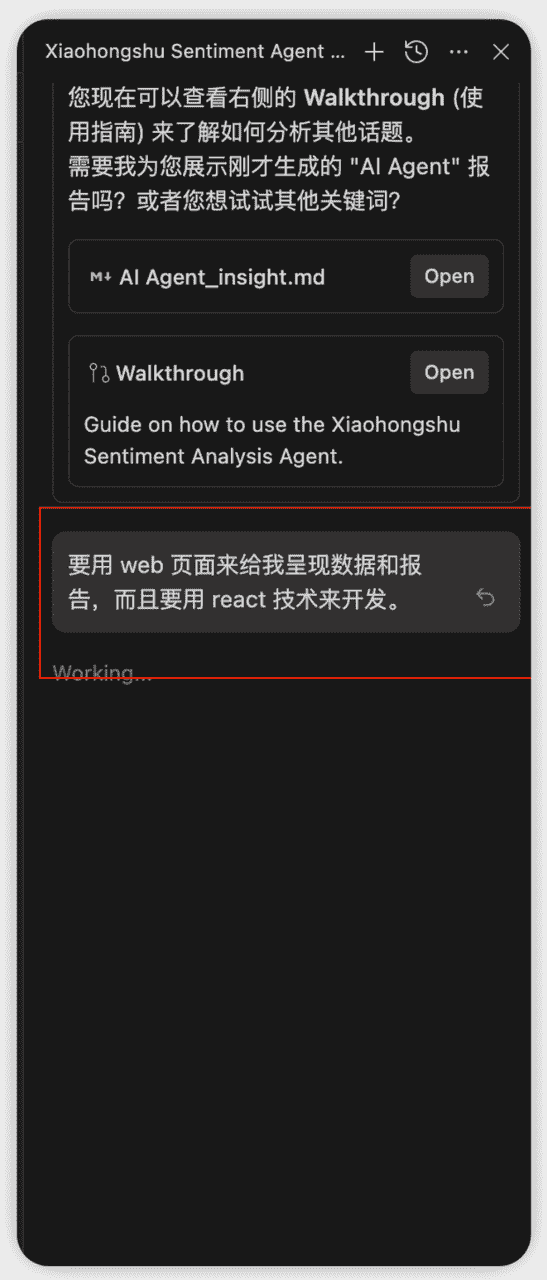 Xiaohongshu Sentiment Agent ...
您现在可以查看右侧的 Walkthrough (使
用指南) 来了解如何分析其他话题。
需要我为您展示刚才生成的 "AI Agent" 报
告吗？或者您想试试其他关键词?
M↓ AI Agent_insight.md
Open
Walkthrough
Open
Guide on how to use the Xiaohongshu
Sentiment Analysis Agent.
要用 web 页面来给我呈现数据和报
告，而且要用 react 技术来开发。
Working...